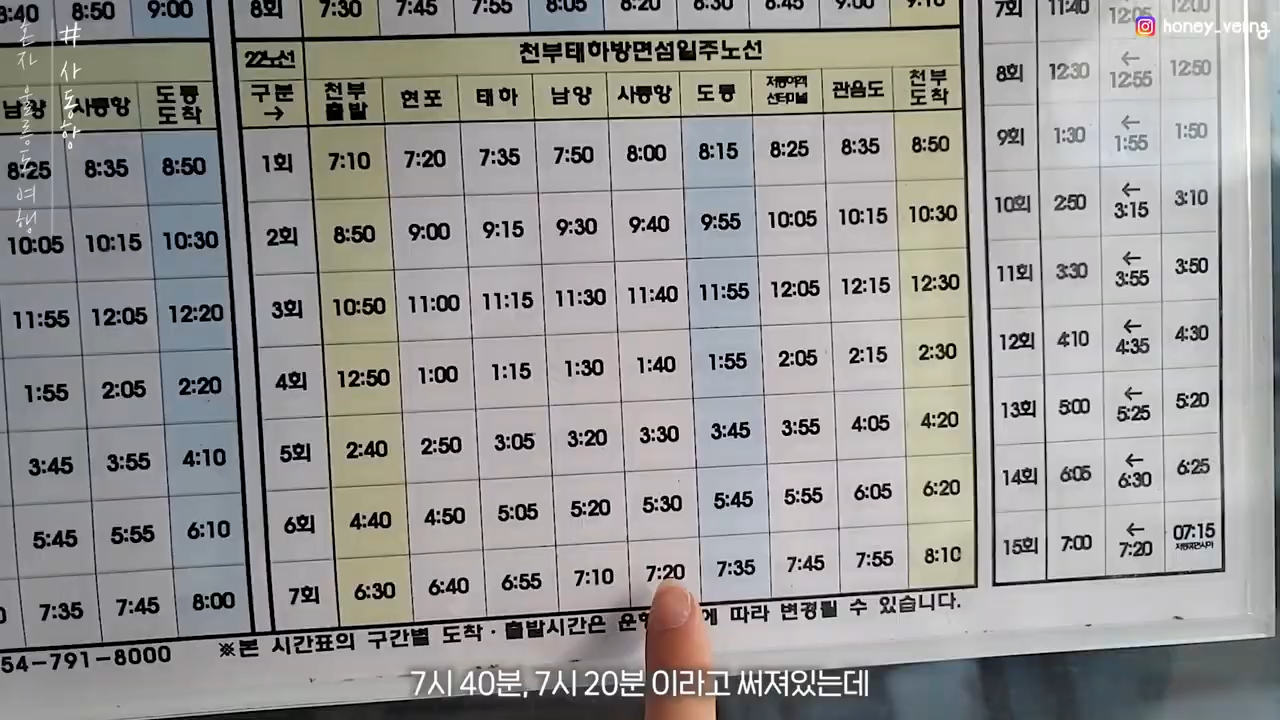 8:40 8:50 9:00
8회 7:30 7:45 7:55 8:05 8:20 8:30 8:45 9:00 9:10
7회 11:40 12:05 12:00
honey_veling
#사동항
혼자 울릉도 여행
남양 사동항 도동도착
8:25 8:35 8:50
10:05 10:15 10:30
11:55 12:05 12:20
1:55 2:05 2:20
3:45 3:55 4:10
5:45 5:55 6:10
7:35 7:45 8:00
54-791-8000
22노선 천부태하방면섬일주노선
구분→ 천부출발 현포 태하 남양 사동항 도동 저동여객선터미널 관음도 천부도착
1회 7:10 7:20 7:35 7:50 8:00 8:15 8:25 8:35 8:50
2회 8:50 9:00 9:15 9:30 9:40 9:55 10:05 10:15 10:30
3회 10:50 11:00 11:15 11:30 11:40 11:55 12:05 12:15 12:30
4회 12:50 1:00 1:15 1:30 1:40 1:55 2:05 2:15 2:30
5회 2:40 2:50 3:05 3:20 3:30 3:45 3:55 4:05 4:20
6회 4:40 4:50 5:05 5:20 5:30 5:45 5:55 6:05 6:20
7회 6:30 6:40 6:55 7:10 7:20 7:35 7:45 7:55 8:10
※본 시간표의 구간별 도착·출발시간은 에 따라 변경될 수 있습니다.
8회 12:30 ←12:55 12:50
9회 1:30 ←1:55 1:50
10회 2:50 ←3:15 3:10
11회 3:30 ←3:55 3:50
12회 4:10 ←4:35 4:30
13회 5:00 ←5:25 5:20
14회 6:05 ←6:30 6:25
15회 7:00 ←7:20 07:15
7시 40분, 7시 20분 이라고 써져있는데